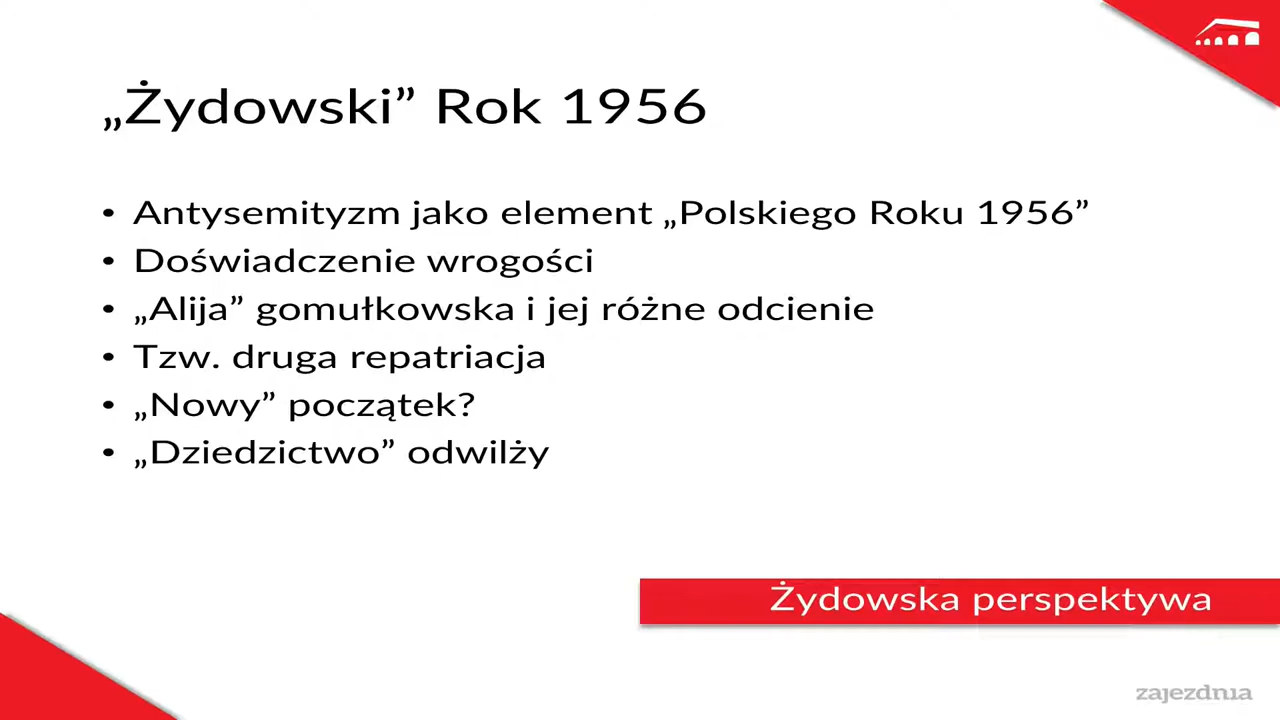 „Żydowski” Rok 1956
• Antysemityzm jako element „Polskiego Roku 1956”
• Doświadczenie wrogości
• „Alija” gomułkowska i jej różne odcienie
• Tzw. druga repatriacja
• „Nowy” początek?
• „Dziedzictwo” odwilży
Żydowska perspektywa
zajezdnia